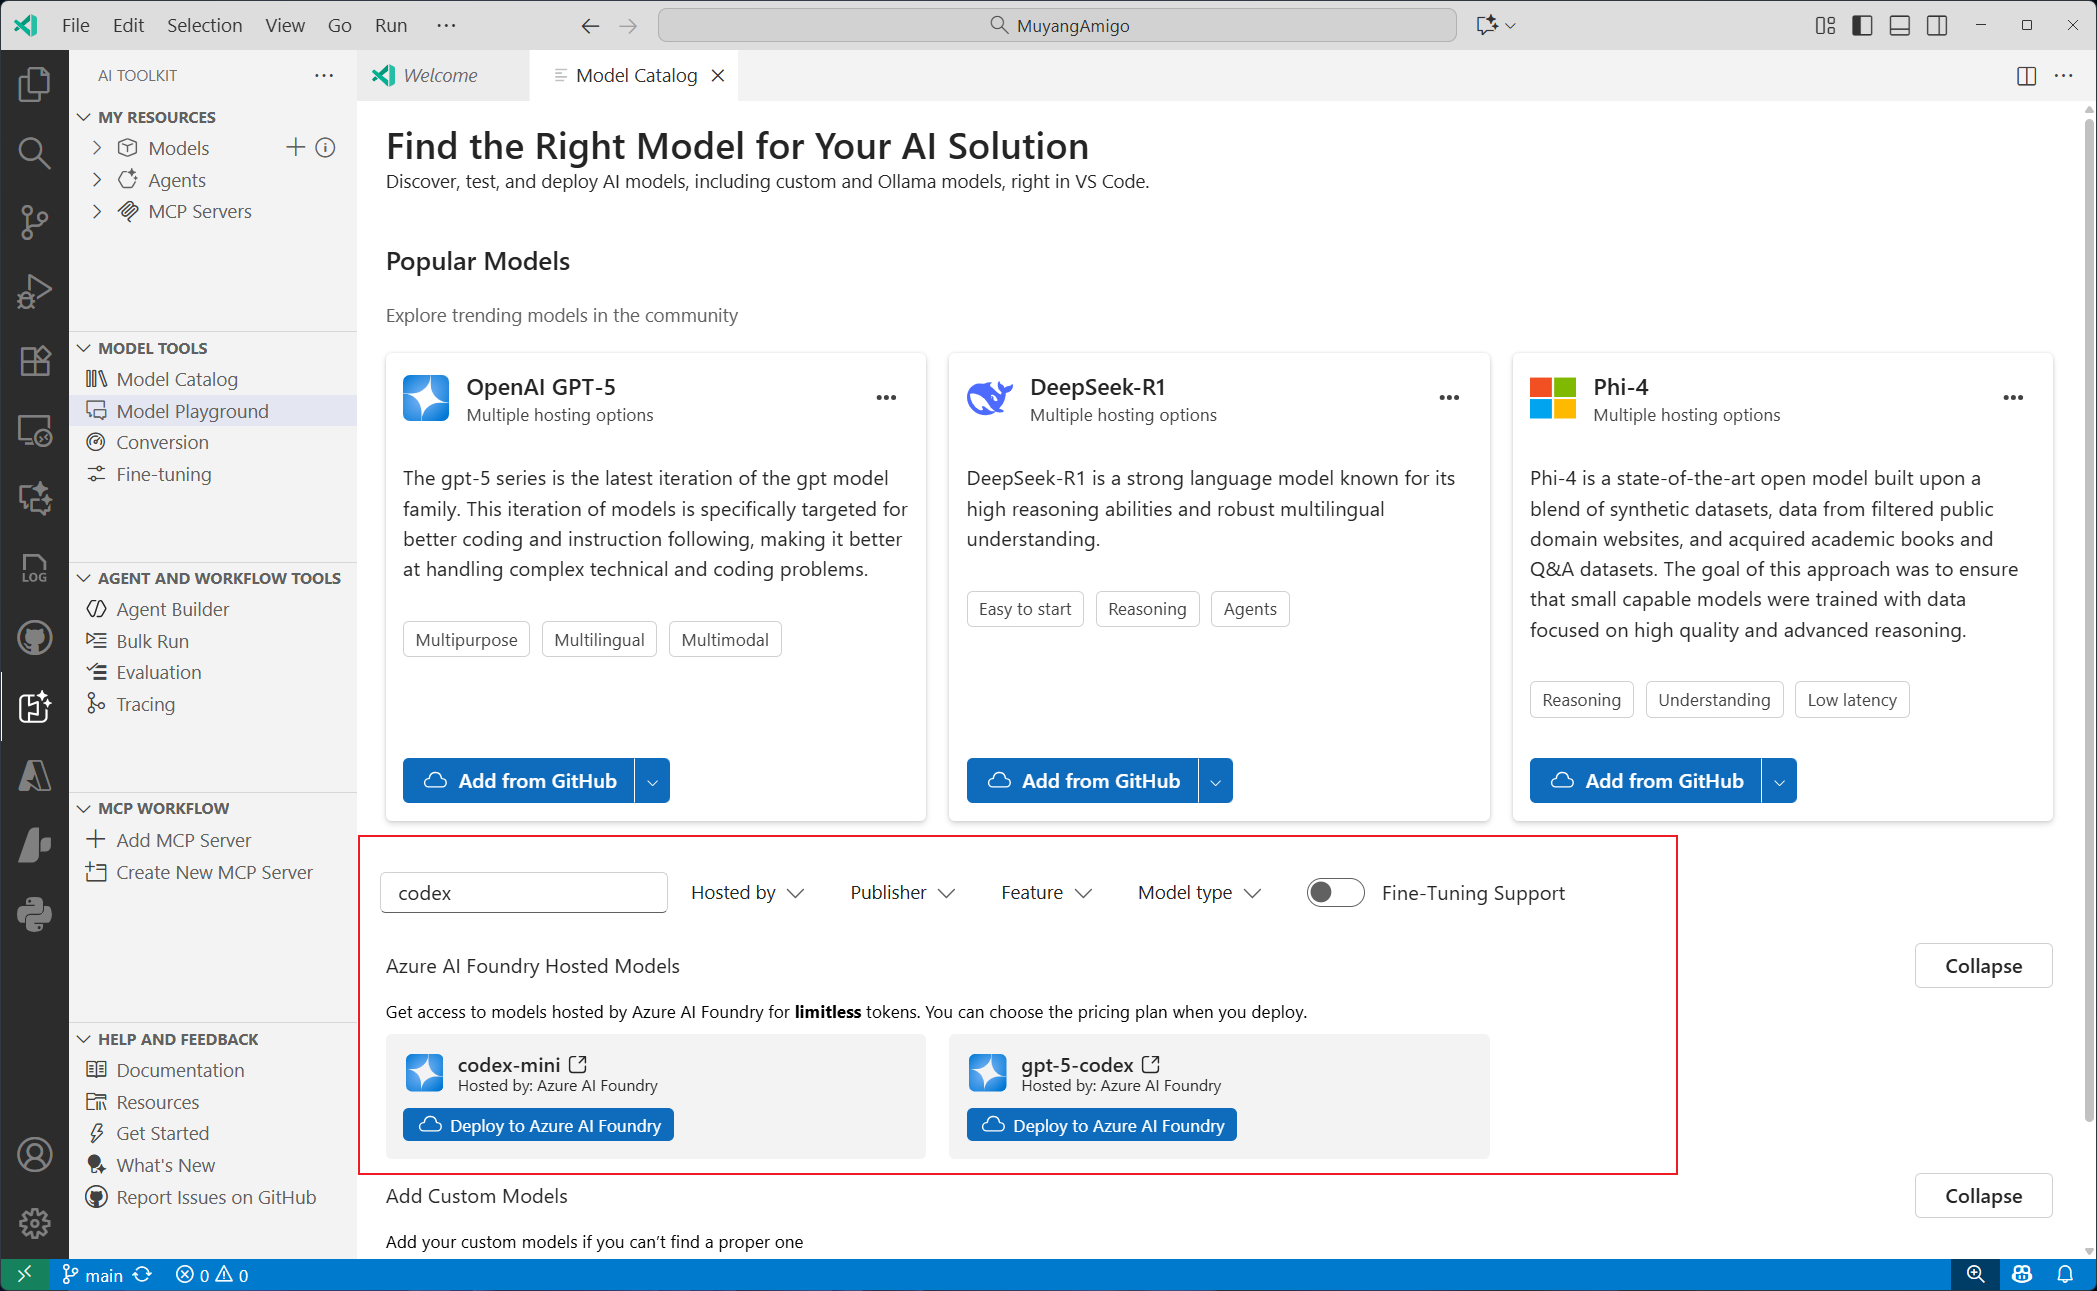 File Edit Selection View Go Run ···
MuyangAmigo
AI TOOLKIT
MY RESOURCES
Models
Agents
MCP Servers
MODEL TOOLS
Model Catalog
Model Playground
Conversion
Fine-tuning
AGENT AND WORKFLOW TOOLS
Agent Builder
Bulk Run
Evaluation
Tracing
MCP WORKFLOW
Add MCP Server
Create New MCP Server
HELP AND FEEDBACK
Documentation
Resources
Get Started
What's New
Report Issues on GitHub
LOG
Welcome
Model Catalog
Find the Right Model for Your AI Solution
Discover, test, and deploy AI models, including custom and Ollama models, right in VS Code.
Popular Models
Explore trending models in the community
OpenAI GPT-5
Multiple hosting options
The gpt-5 series is the latest iteration of the gpt model
family. This iteration of models is specifically targeted for
better coding and instruction following, making it better
at handling complex technical and coding problems.
Multipurpose Multilingual Multimodal
Add from GitHub
DeepSeek-R1
Multiple hosting options
DeepSeek-R1 is a strong language model known for its
high reasoning abilities and robust multilingual
understanding.
Easy to start Reasoning Agents
Add from GitHub
Phi-4
Multiple hosting options
Phi-4 is a state-of-the-art open model built upon a
blend of synthetic datasets, data from filtered public
domain websites, and acquired academic books and
Q&A datasets. The goal of this approach was to ensure
that small capable models were trained with data
focused on high quality and advanced reasoning.
Reasoning Understanding Low latency
Add from GitHub
codex Hosted by Publisher Feature Model type Fine-Tuning Support
Azure AI Foundry Hosted Models
Collapse
Get access to models hosted by Azure AI Foundry for limitless tokens. You can choose the pricing plan when you deploy.
codex-mini
Hosted by: Azure AI Foundry
Deploy to Azure AI Foundry
gpt-5-codex
Hosted by: Azure AI Foundry
Deploy to Azure AI Foundry
Add Custom Models
Collapse
Add your custom models if you can't find a proper one
main 0 0